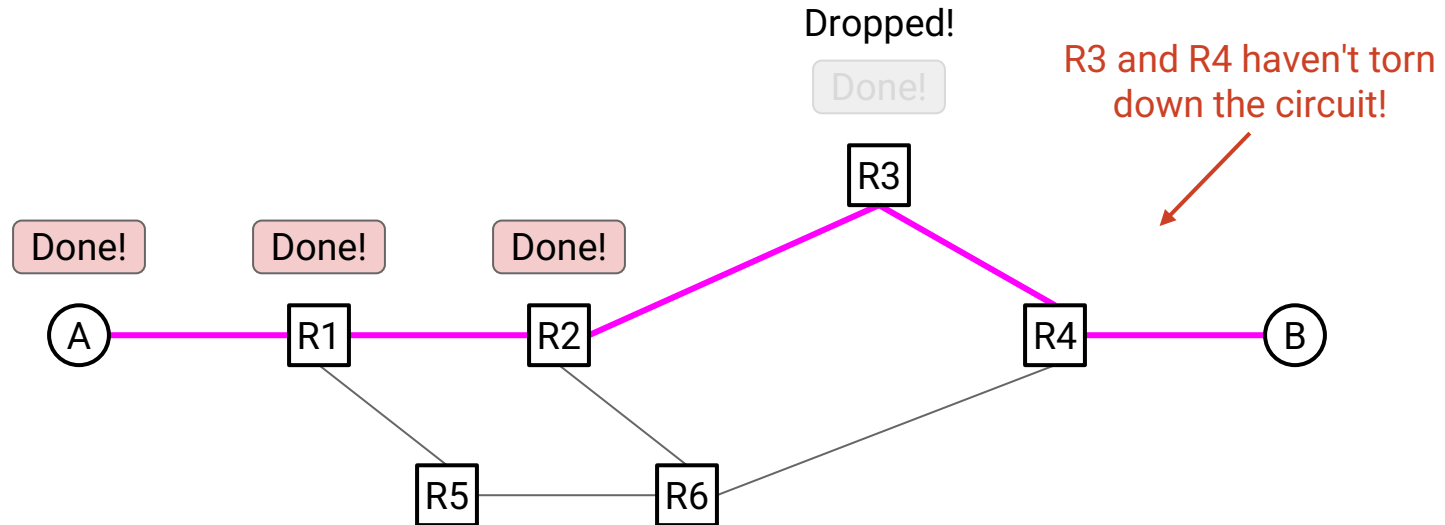 Dropped!
Done!
R3 and R4 haven't torn
down the circuit!
R3
Done!
Done!
Done!
A
R1
R2
R4
B
R5
R6